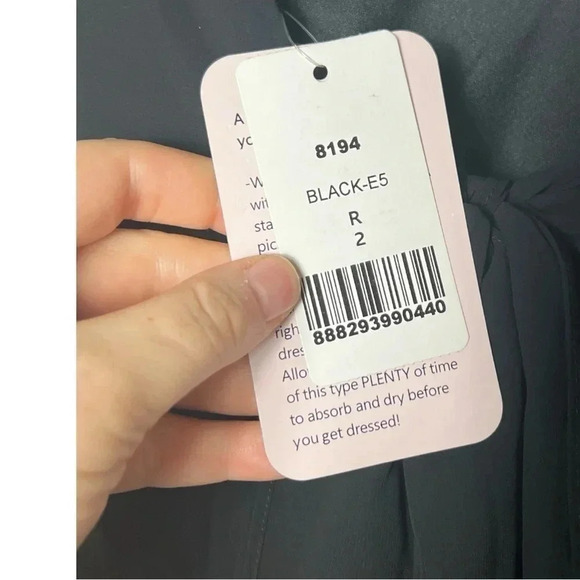 8194
BLACK-E5
R
2
888293990440
A
yo
-W
wit
sta
pic
righ
dres
Allo
of this type PLENTY of time
to absorb and dry before
you get dressed!